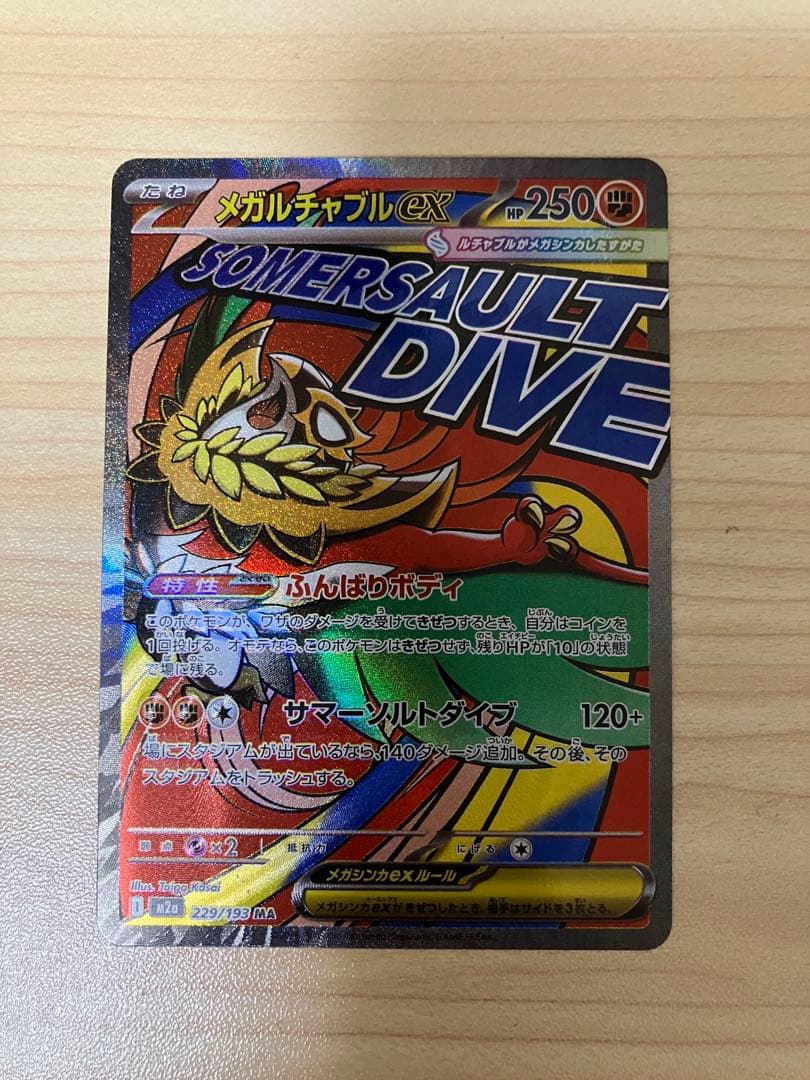 たね
メガルチャブルex
HP250
ルチャブルがメガシンカしたすがた
SOMERSAULT
DIVE
特性
とくせい
ふんばりボディ
このポケモンが、ワザのダメージを受けてきぜつするとき、自分はコインを
1回投げる。オモテなら、このポケモンはきぜつせず、残りHPが「10」の状態
で場に残る。
サマーソルトダイブ 120+
場にスタジアムが出ているなら、140ダメージ追加。その後、その
スタジアムをトラッシュする。
弱点 ×2 抵抗力 にげる
メガシンカexルール
メガシンカexがきぜつしたとき、相手はサイドを3枚とる。
Illus. Taiga Kasai
I M2a 229/193 MA